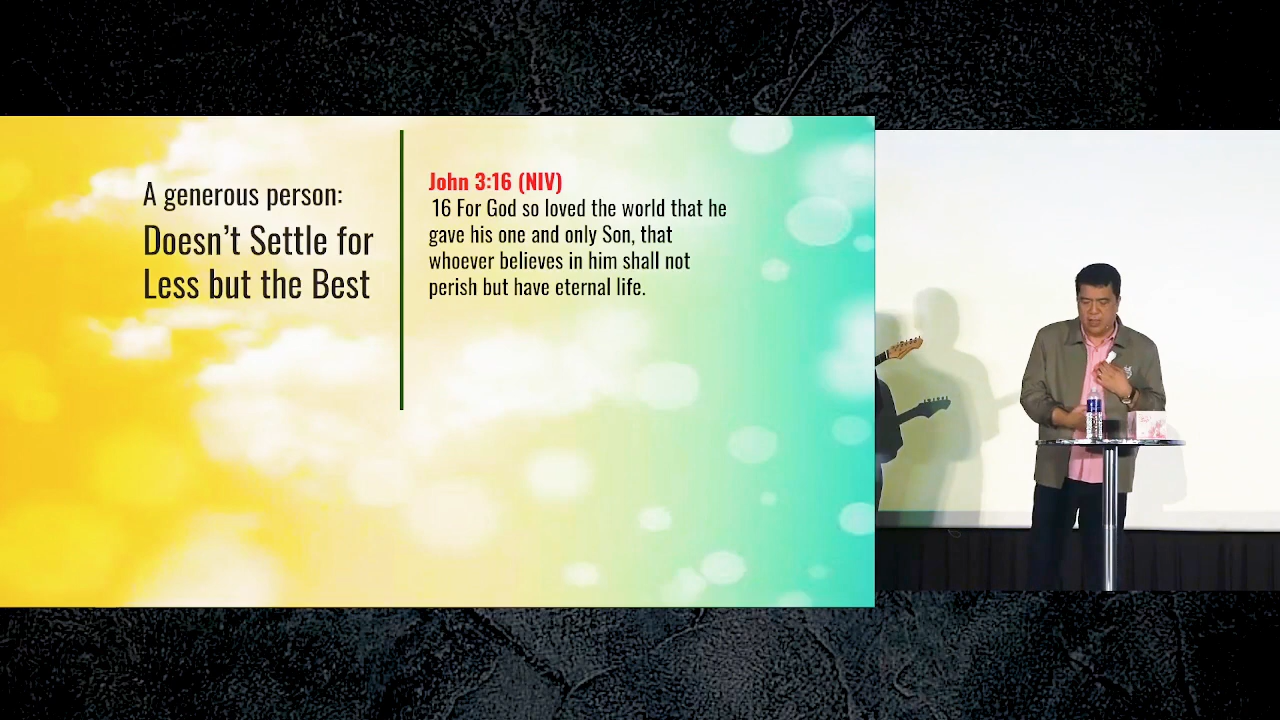 A generous person:
Doesn't Settle for
Less but the Best
John 3:16 (NIV)
16 For God so loved the world that he
gave his one and only Son, that
whoever believes in him shall not
perish but have eternal life.